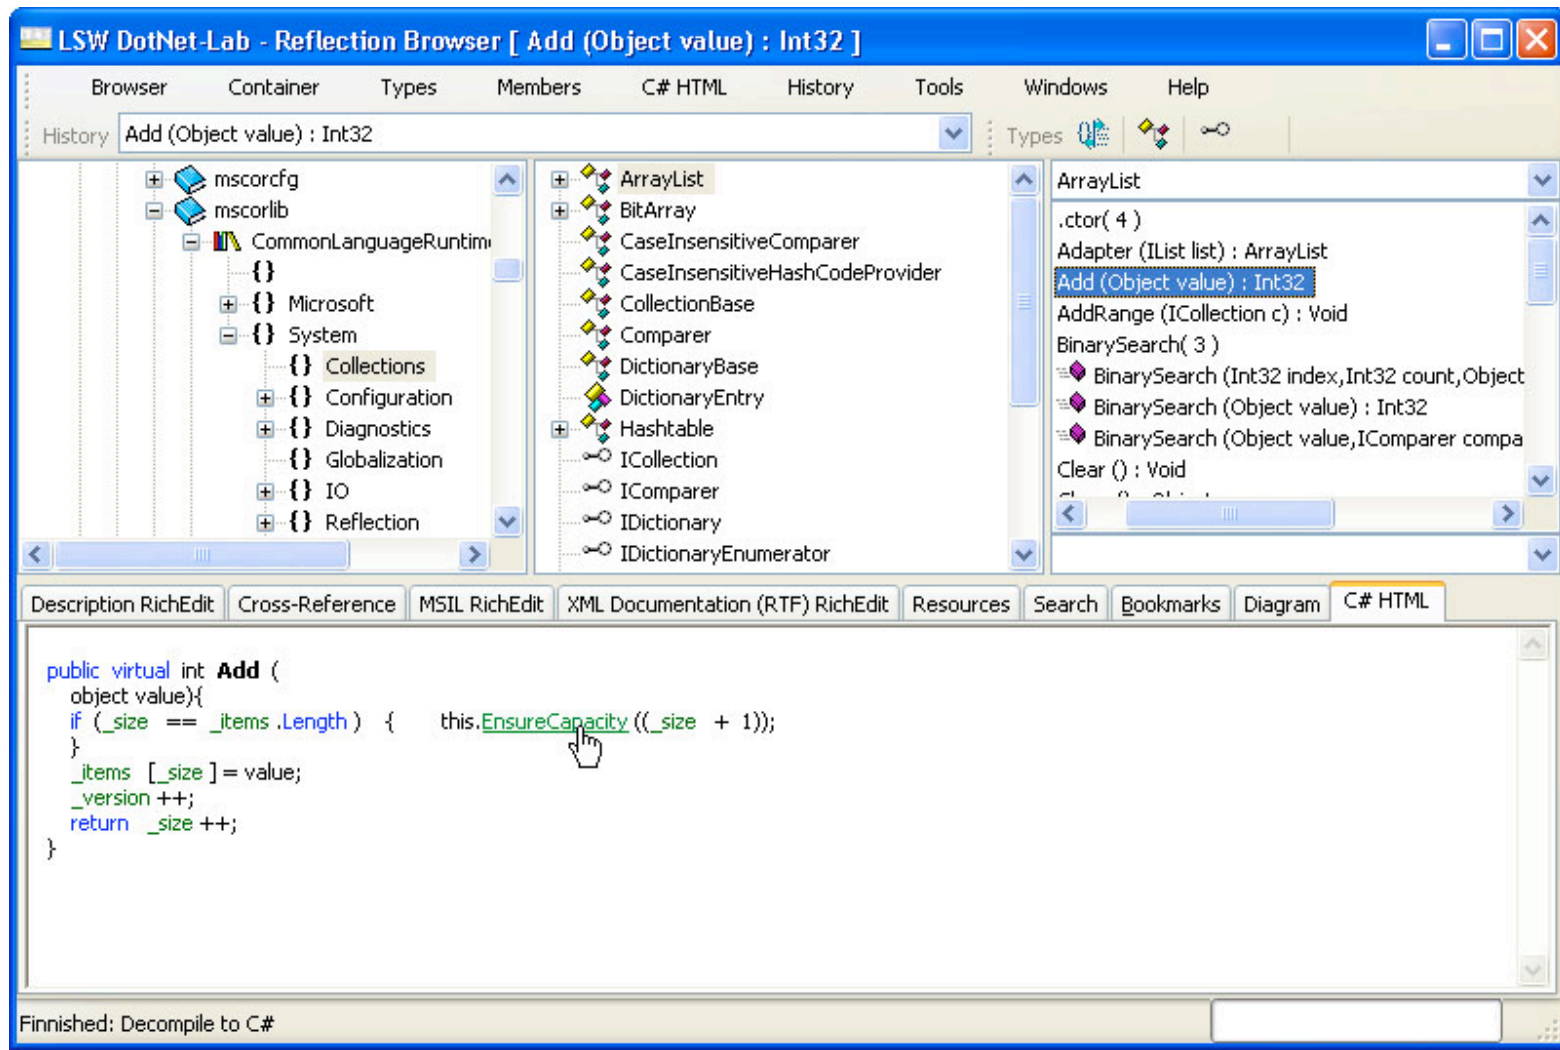 LSW DotNet-Lab - Reflection Browser [ Add (Object value) : Int32 ]
Browser Container Types Members C# HTML History Tools Windows Help
History Add (Object value) : Int32 Types
mscorcfg
mscorlib
CommonLanguageRuntim
{}
{} Microsoft
{} System
{} Collections
{} Configuration
{} Diagnostics
{} Globalization
{} IO
{} Reflection
ArrayList
BitArray
CaseInsensitiveComparer
CaseInsensitiveHashCodeProvider
CollectionBase
Comparer
DictionaryBase
DictionaryEntry
Hashtable
ICollection
IComparer
IDictionary
IDictionaryEnumerator
ArrayList
.ctor( 4 )
Adapter (IList list) : ArrayList
Add (Object value) : Int32
AddRange (ICollection c) : Void
BinarySearch( 3 )
BinarySearch (Int32 index,Int32 count,Object
BinarySearch (Object value) : Int32
BinarySearch (Object value,IComparer compa
Clear () : Void
Description RichEdit Cross-Reference MSIL RichEdit XML Documentation (RTF) RichEdit Resources Search Bookmarks Diagram C# HTML
public virtual int Add (
object value){
if (_size == _items .Length ) { this.EnsureCapacity ((_size + 1));
}
_items [_size ] = value;
_version ++;
return _size ++;
}
Finnished: Decompile to C#